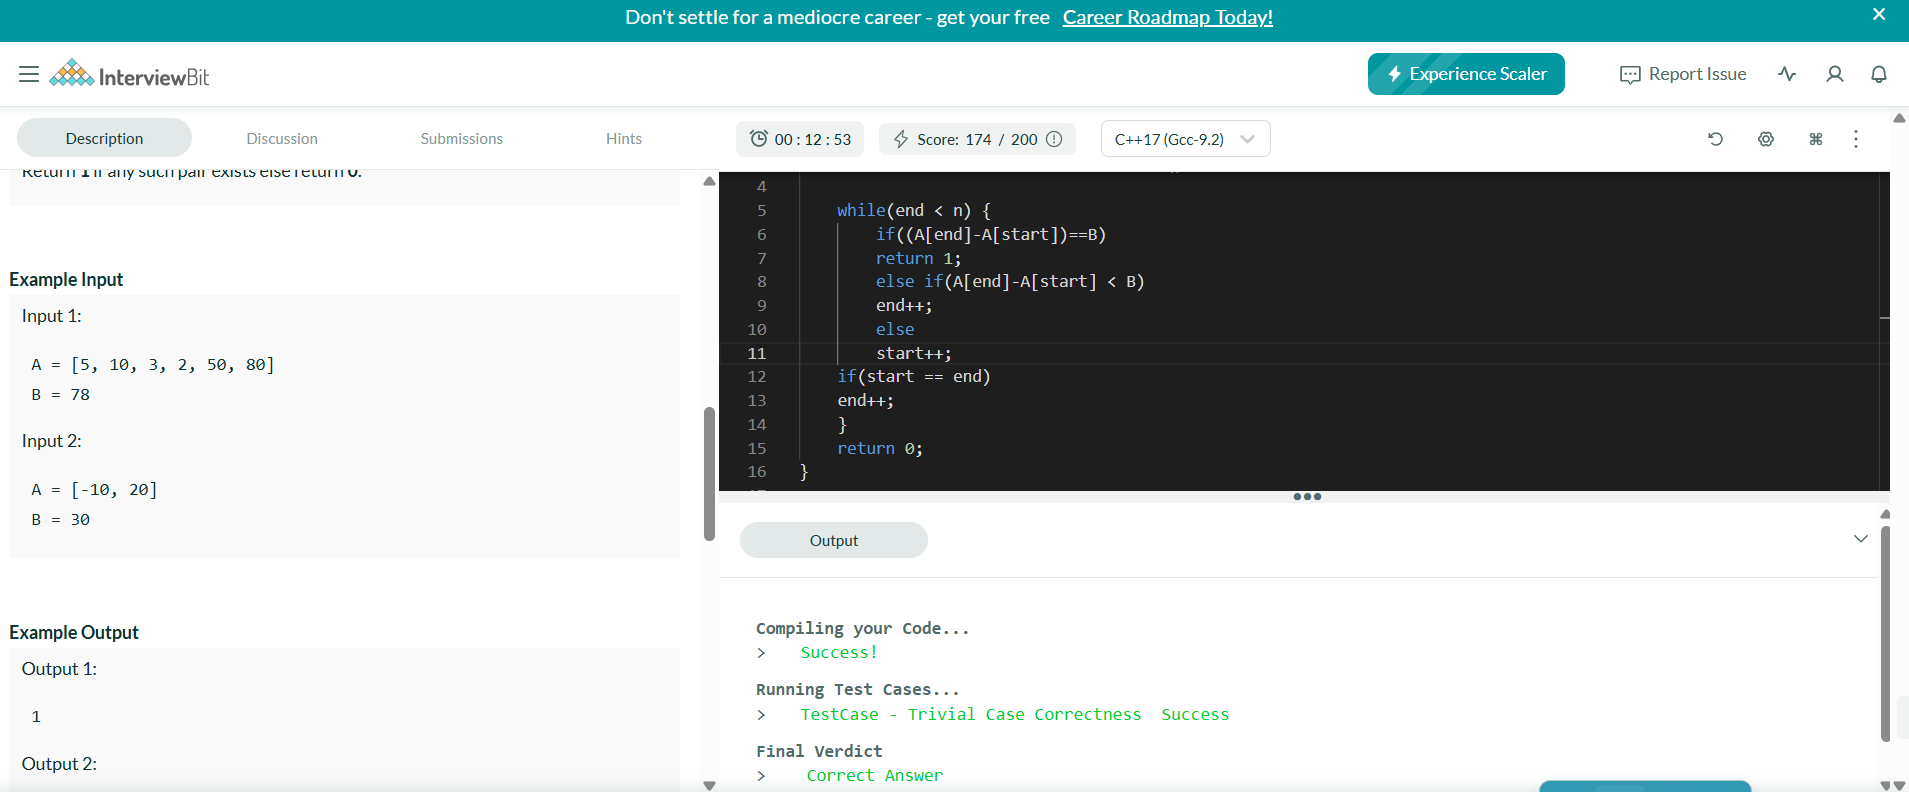 Don't settle for a mediocre career - get your free Career Roadmap Today!
InterviewBit
Experience Scaler
Report Issue
Description
Discussion
Submissions
Hints
00 : 12 : 53
Score: 174 / 200
C++17 (Gcc-9.2)
Return 1 if any such pair exists else return 0.
Example Input
Input 1:
A = [5, 10, 3, 2, 50, 80]
B = 78
Input 2:
A = [-10, 20]
B = 30
Example Output
Output 1:
1
Output 2:
4
5 while(end < n) {
6 if((A[end]-A[start])==B)
7 return 1;
8 else if(A[end]-A[start] < B)
9 end++;
10 else
11 start++;
12 if(start == end)
13 end++;
14 }
15 return 0;
16 }
Output
Compiling your Code...
> Success!
Running Test Cases...
> TestCase - Trivial Case Correctness Success
Final Verdict
> Correct Answer